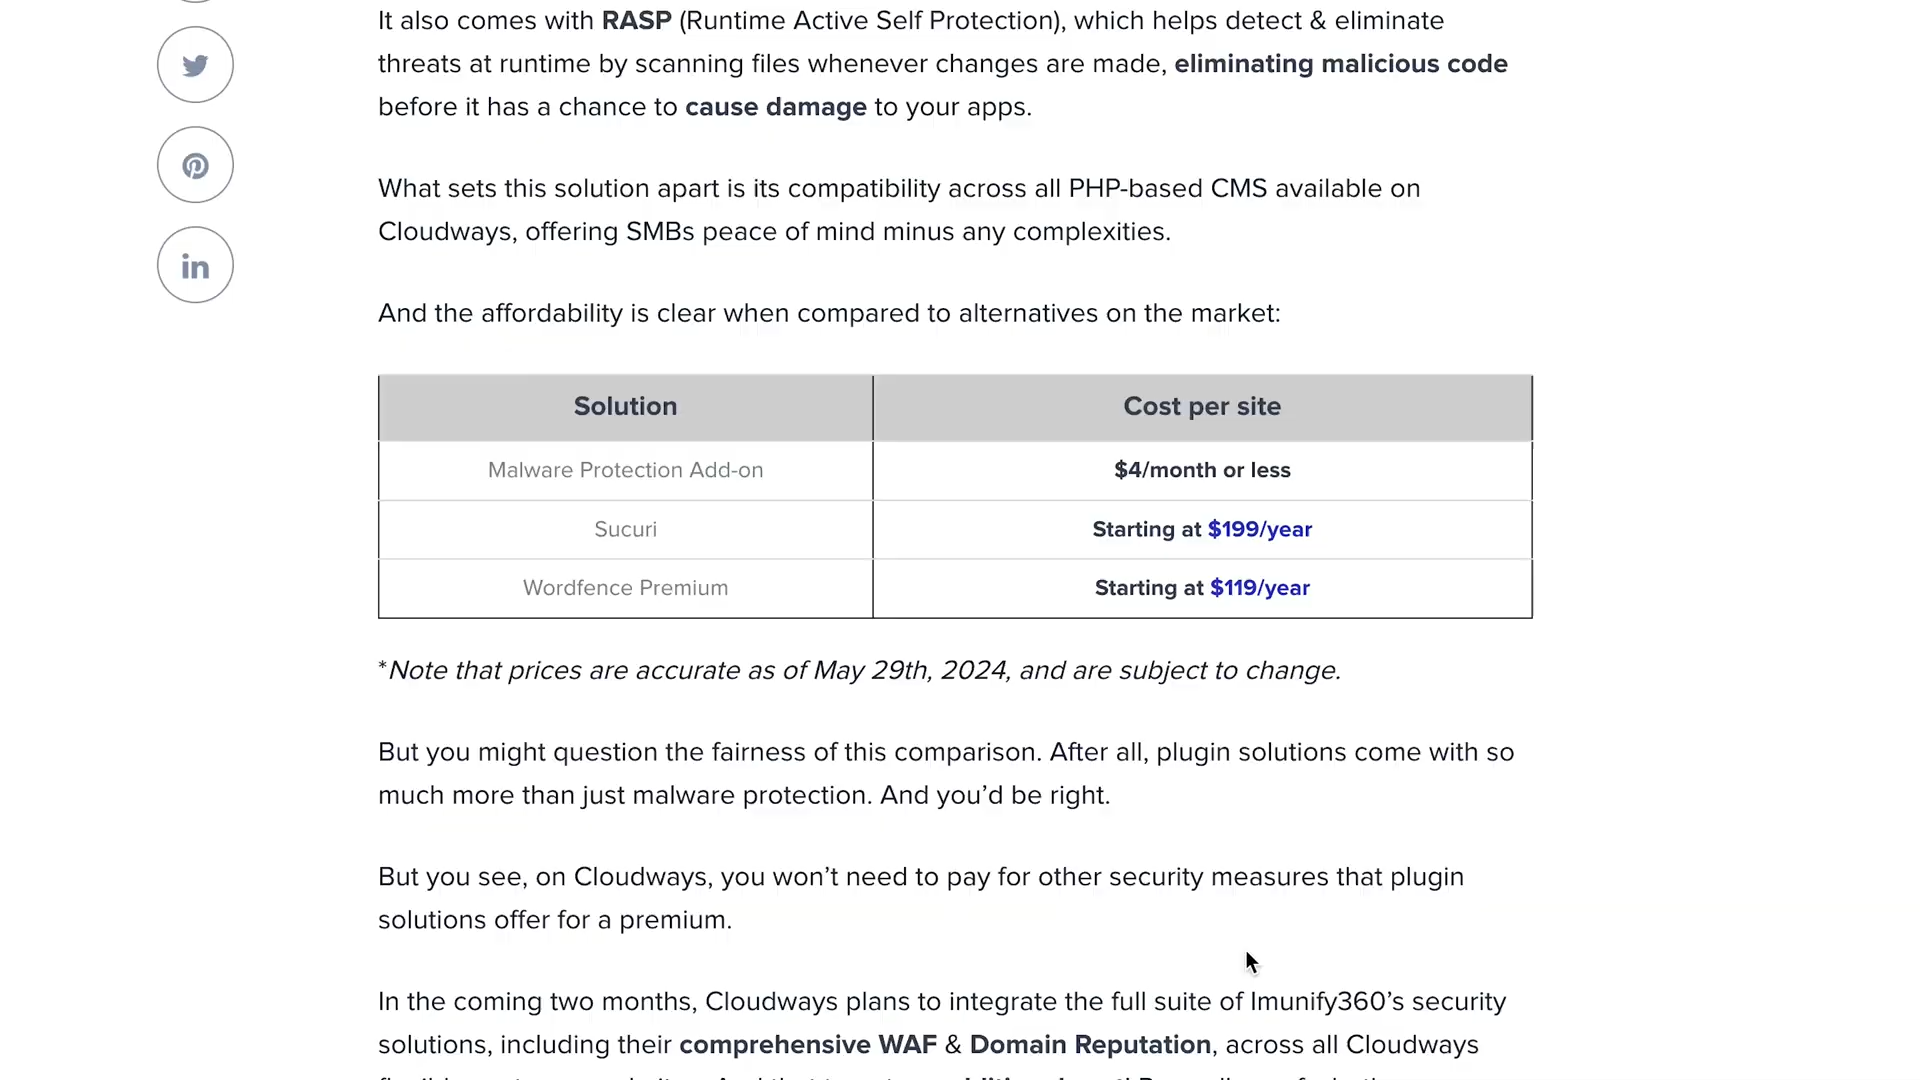 It also comes with RASP (Runtime Active Self Protection), which helps detect & eliminate
threats at runtime by scanning files whenever changes are made, eliminating malicious code
before it has a chance to cause damage to your apps.
What sets this solution apart is its compatibility across all PHP-based CMS available on
Cloudways, offering SMBs peace of mind minus any complexities.
And the affordability is clear when compared to alternatives on the market:
Solution Cost per site
Malware Protection Add-on $4/month or less
Sucuri Starting at $199/year
Wordfence Premium Starting at $119/year
*Note that prices are accurate as of May 29th, 2024, and are subject to change.
But you might question the fairness of this comparison. After all, plugin solutions come with so
much more than just malware protection. And you’d be right.
But you see, on Cloudways, you won’t need to pay for other security measures that plugin
solutions offer for a premium.
In the coming two months, Cloudways plans to integrate the full suite of Imunify360’s security
solutions, including their comprehensive WAF & Domain Reputation, across all Cloudways